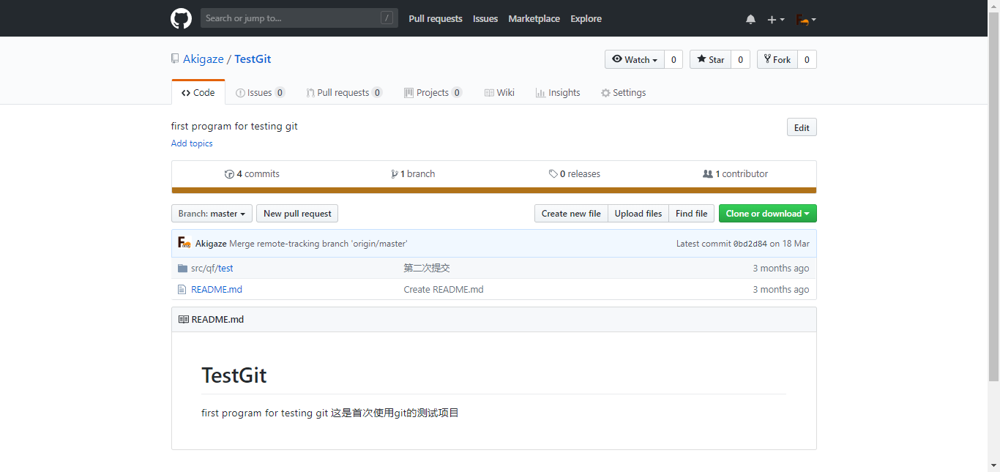 Search or jump to... / Pull requests Issues Marketplace Explore
Akigaze / TestGit Watch 0 Star 0 Fork 0
Code Issues 0 Pull requests 0 Projects 0 Wiki Insights Settings
first program for testing git Edit
Add topics
4 commits 1 branch 0 releases 1 contributor
Branch: master New pull request Create new file Upload files Find file Clone or download
Akigaze Merge remote-tracking branch 'origin/master' Latest commit 0bd2d84 on 18 Mar
src/qf/test 第二次提交 3 months ago
README.md Create README.md 3 months ago
README.md
TestGit
first program for testing git 这是首次使用git的测试项目